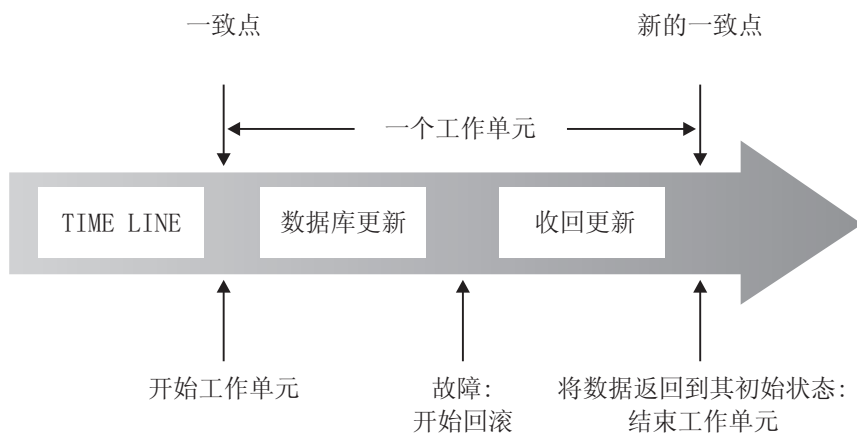 一致点
新的一致点
一个工作单元
TIME LINE
数据库更新
收回更新
开始工作单元
故障:
开始回滚
将数据返回到其初始状态:
结束工作单元